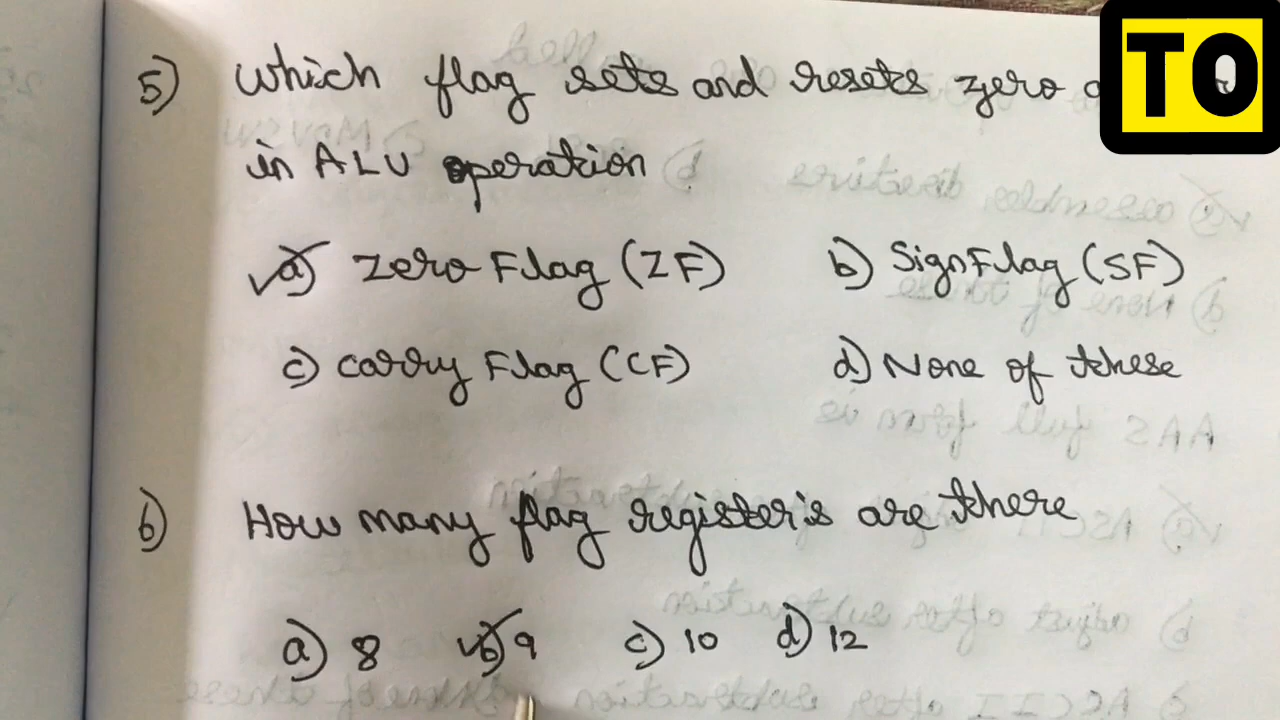 TO
5) Which flag sets and resets zero
in ALU operation
a) Zero Flag (ZF) b) Sign Flag (SF)
c) Carry Flag (CF) d) None of these
6) How many flag registers are there
a) 8 b) 9 c) 10 d) 12